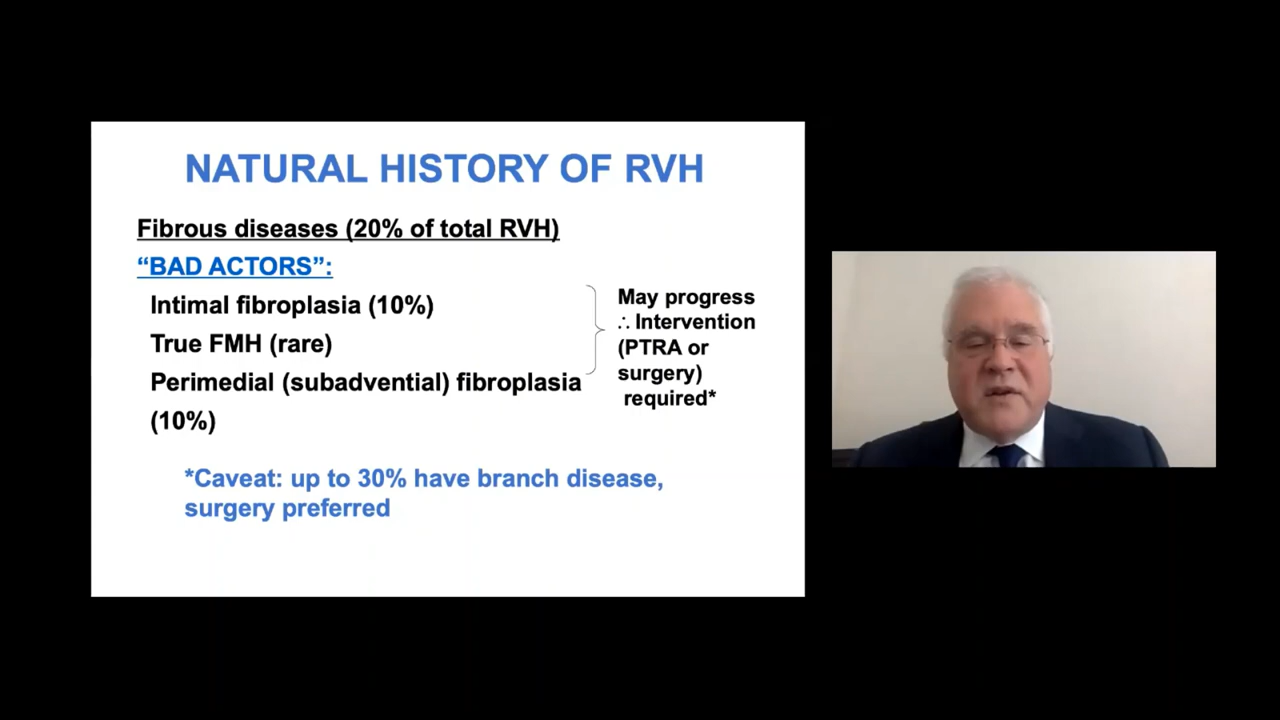 NATURAL HISTORY OF RVH
Fibrous diseases (20% of total RVH)
“BAD ACTORS”:
Intimal fibroplasia (10%)
True FMH (rare)
Perimedial (subadvential) fibroplasia
(10%)
May progress
∴ Intervention
(PTRA or
surgery)
required*
*Caveat: up to 30% have branch disease,
surgery preferred